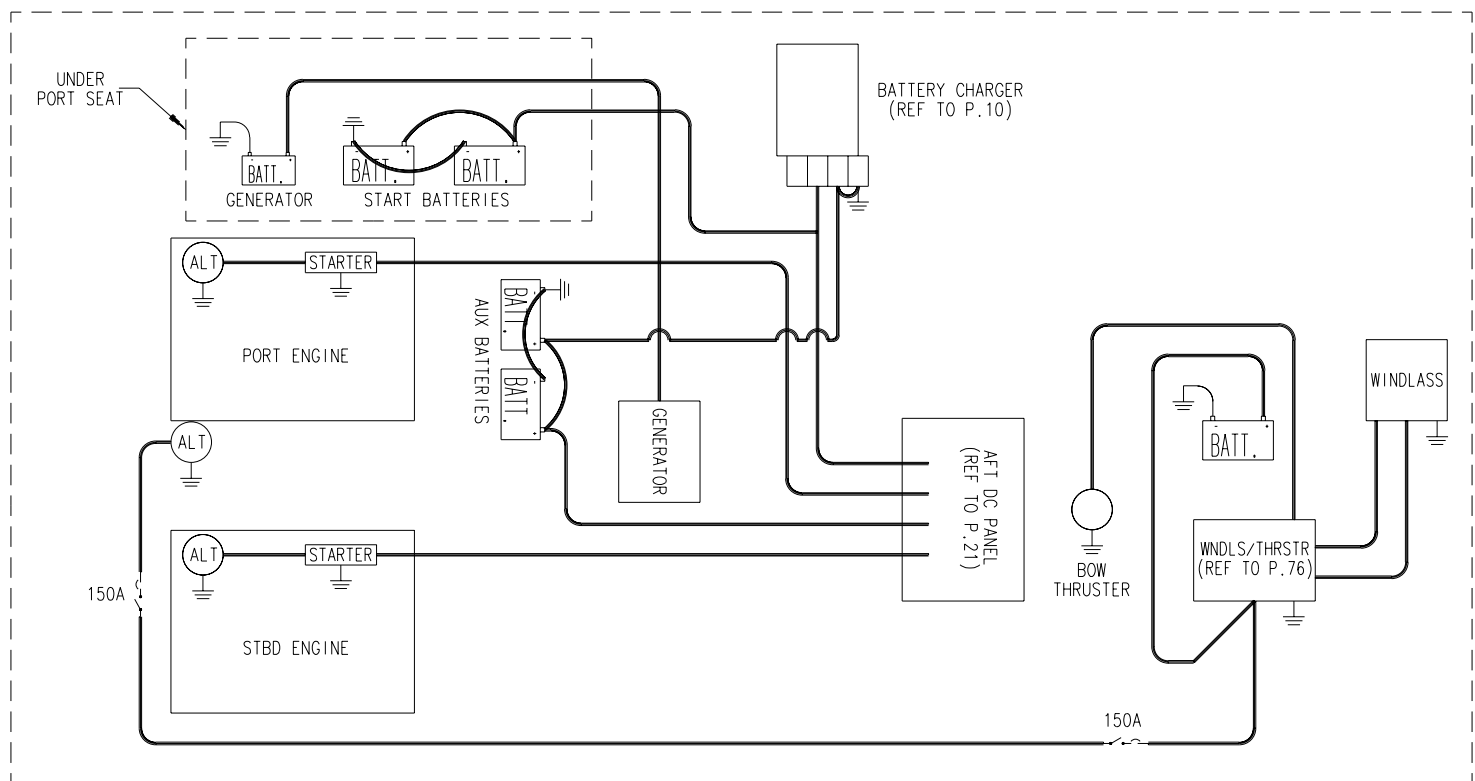 UNDER
PORT SEAT
BATT.
GENERATOR
- +
BATT.
BATT.
START BATTERIES
BATTERY CHARGER
(REF TO P.10)
ALT
STARTER
PORT ENGINE
BATT.
BATT.
AUX BATTERIES
GENERATOR
ALT
ALT
STARTER
STBD ENGINE
150A
AFT DC PANEL
(REF TO P.21)
BOW
THRUSTER
BATT.
WINDLASS
WNDLS/THRSTR
(REF TO P.76)
150A